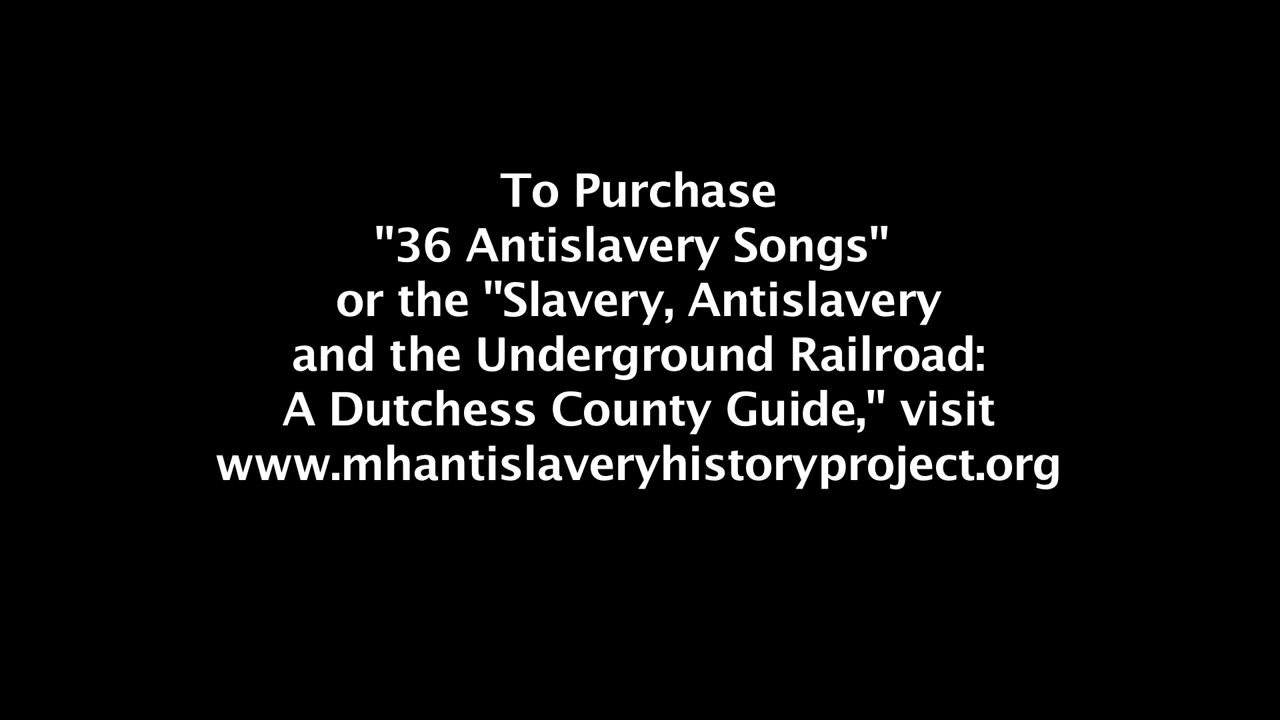 To Purchase
"36 Antislavery Songs"
or the "Slavery, Antislavery
and the Underground Railroad:
A Dutchess County Guide," visit
www.mhantislaveryhistoryproject.org